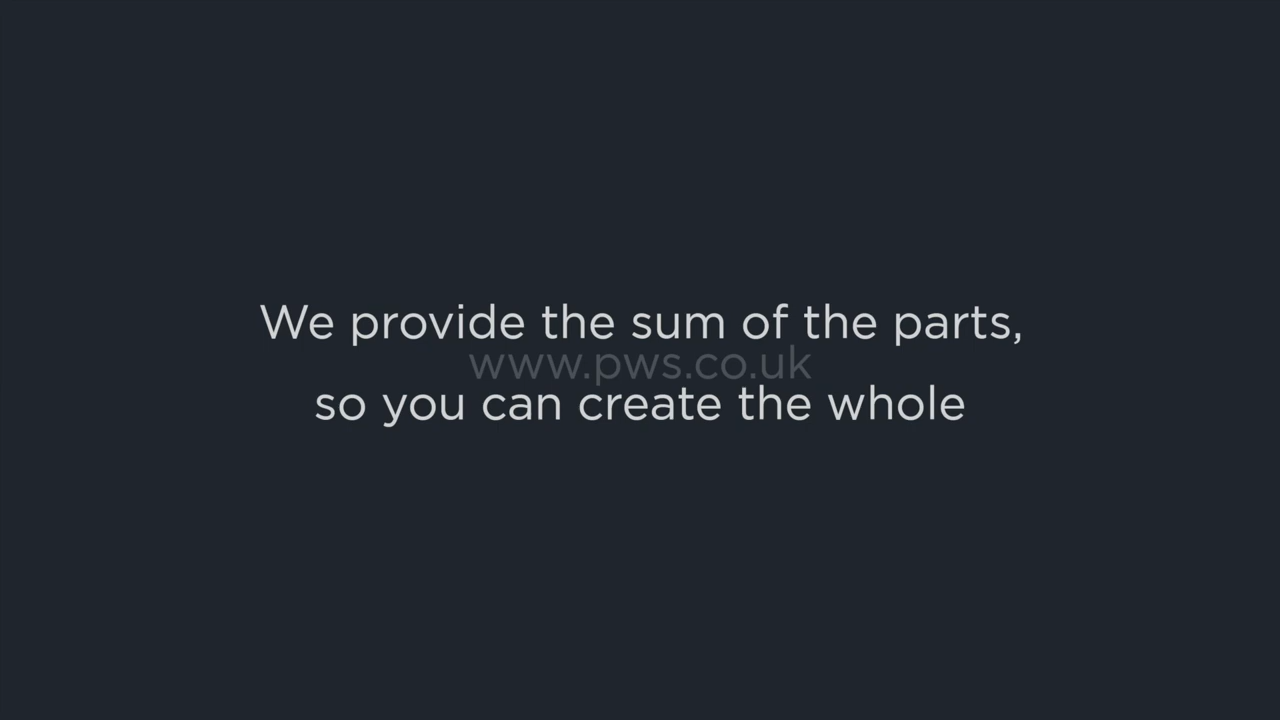 We provide the sum of the parts,
www.pws.co.uk
so you can create the whole